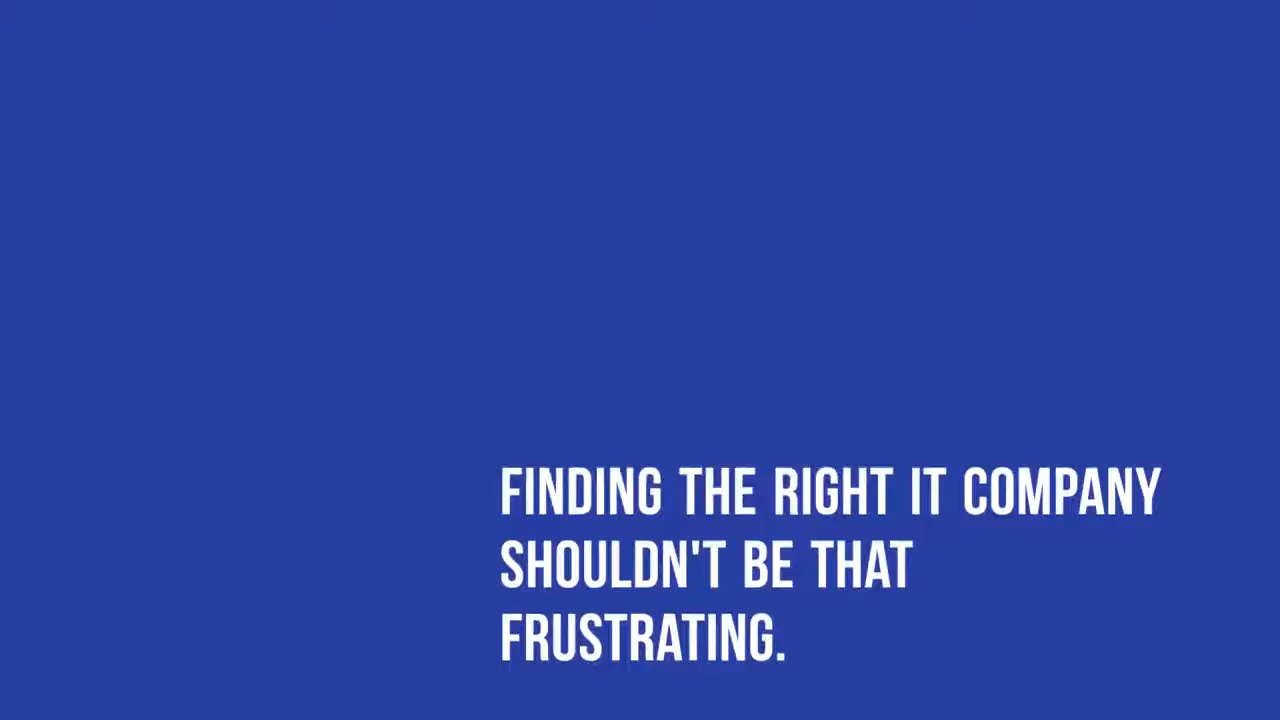 FINDING THE RIGHT IT COMPANY
SHOULDN'T BE THAT
FRUSTRATING.